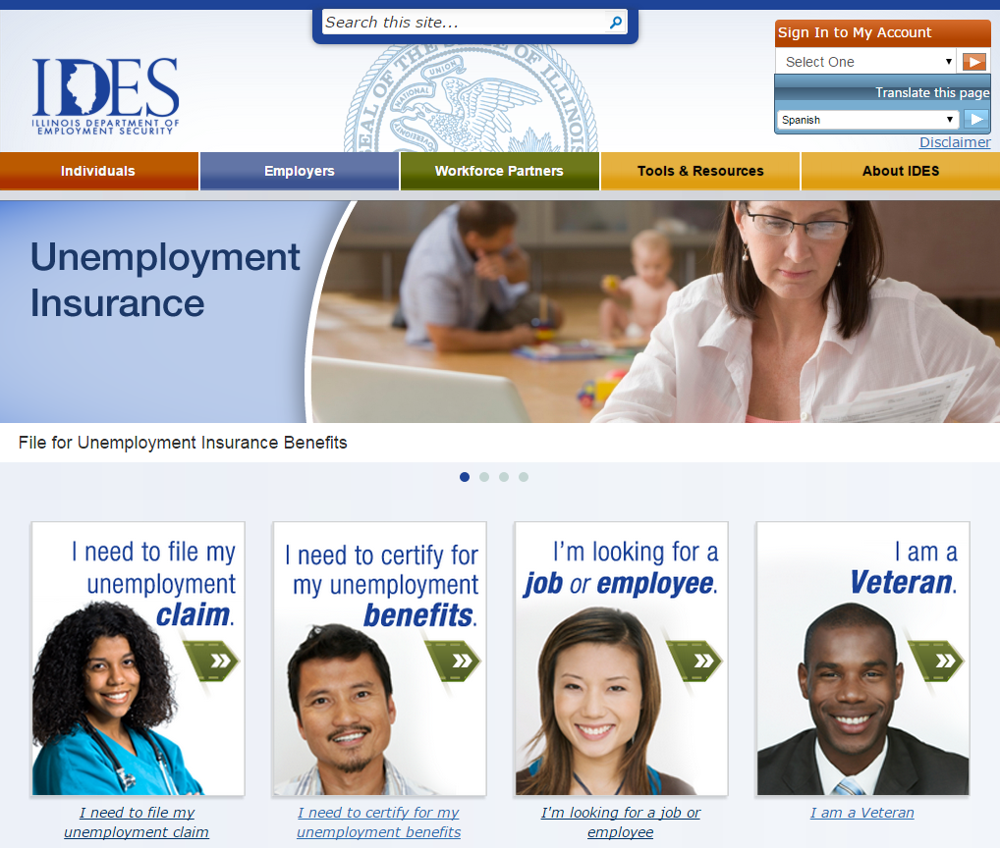 Search this site...
Sign In to My Account
Select One
Translate this page
Spanish
Disclaimer
IDES
ILLINOIS DEPARTMENT OF
EMPLOYMENT SECURITY
SEAL OF THE STATE OF ILLINOIS
NATIONAL
UNION
Individuals
Employers
Workforce Partners
Tools & Resources
About IDES
Unemployment
Insurance
File for Unemployment Insurance Benefits
I need to file my
unemployment
claim.
I need to certify for
my unemployment
benefits.
I'm looking for a
job or employee.
I am a
Veteran.
I need to file my
unemployment claim
I need to certify for my
unemployment benefits
I'm looking for a job or
employee
I am a Veteran